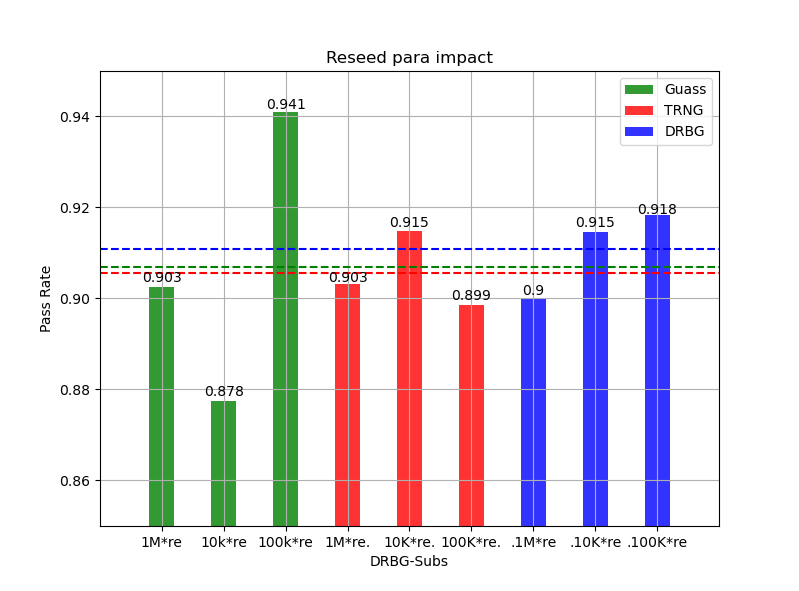 Reseed para impact
Guass
TRNG
DRBG
0.941
0.903
0.878
0.903
0.915
0.899
0.9
0.915
0.918
Pass Rate
0.94
0.92
0.90
0.88
0.86
1M*re 10k*re 100k*re 1M*re. 10K*re. 100K*re. .1M*re .10K*re .100K*re
DRBG-Subs